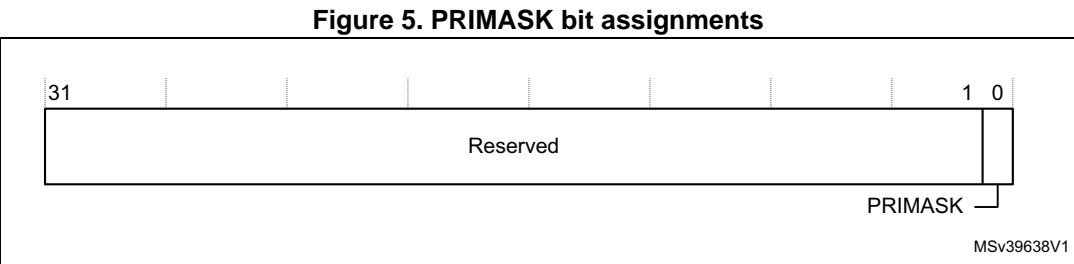 Figure 5. PRIMASK bit assignments
31 1 0
Reserved
PRIMASK
MSv39638V1